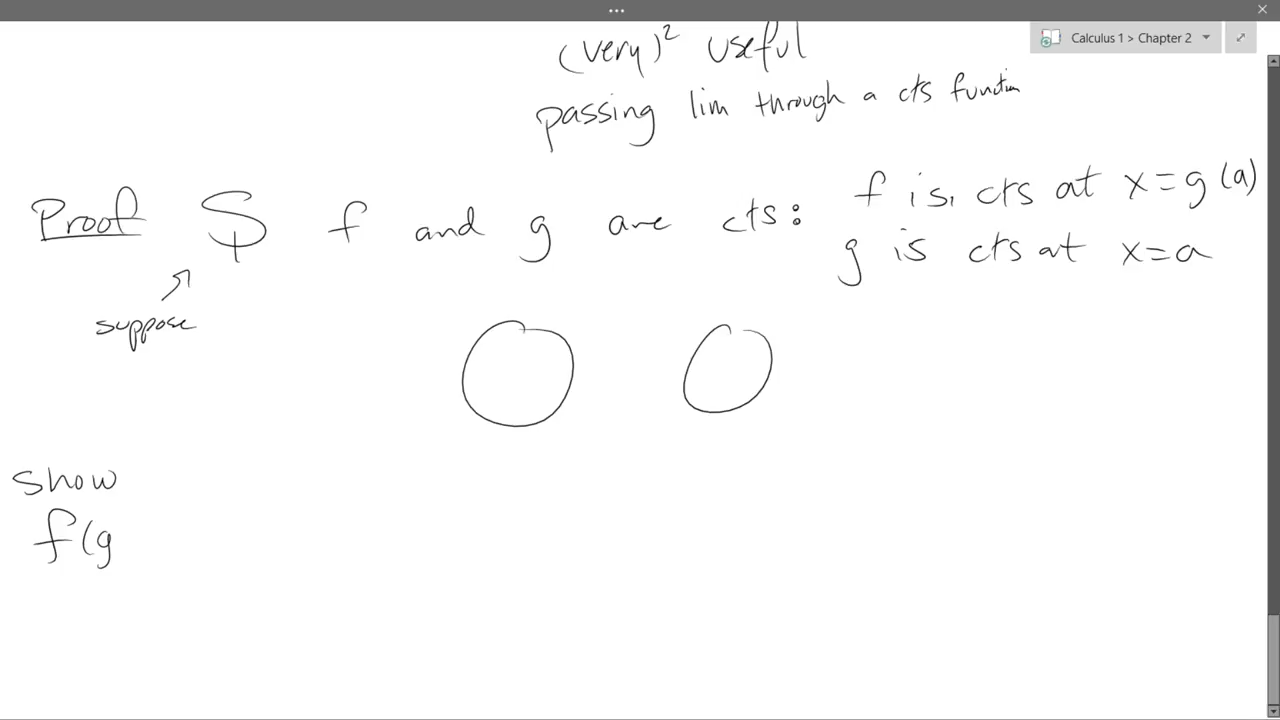 Calculus 1 > Chapter 2
(very)² useful
passing lim through a cts function
Proof $ f and g are cts: f is cts at x=g(a)
g is cts at x=a
suppose
show
f(g